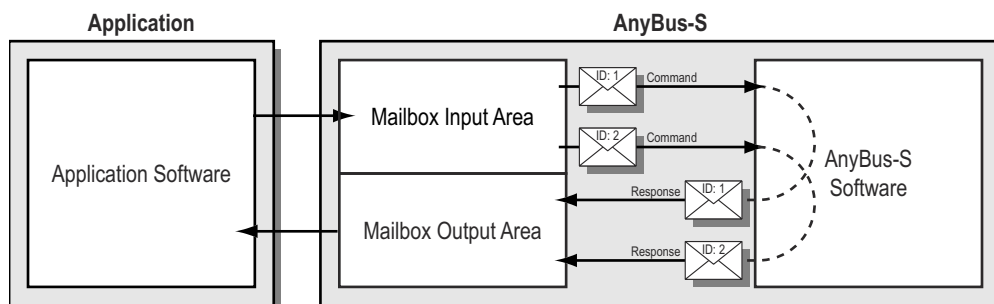 Application
AnyBus-S
Application Software
Mailbox Input Area
Mailbox Output Area
ID: 1
Command
ID: 2
Command
Response
ID: 1
Response
ID: 2
AnyBus-S
Software